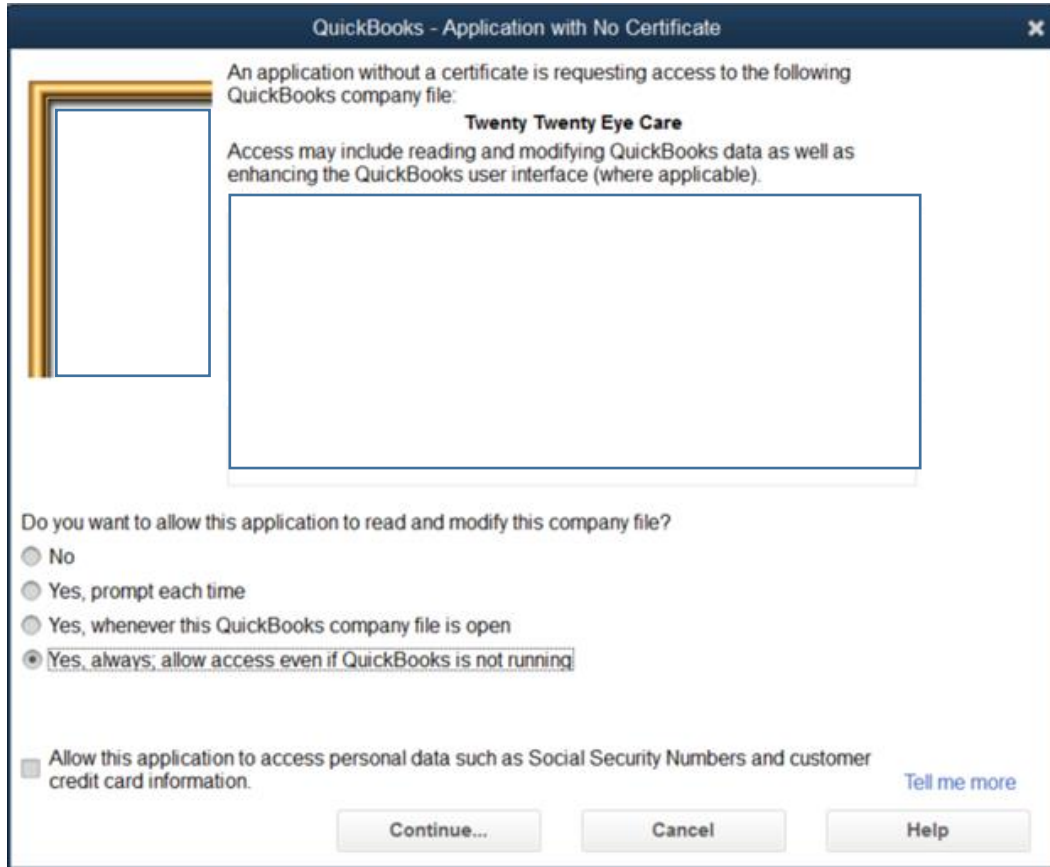 QuickBooks - Application with No Certificate
An application without a certificate is requesting access to the following
QuickBooks company file:
Twenty Twenty Eye Care
Access may include reading and modifying QuickBooks data as well as
enhancing the QuickBooks user interface (where applicable).
Do you want to allow this application to read and modify this company file?
No
Yes, prompt each time
Yes, whenever this QuickBooks company file is open
Yes, always; allow access even if QuickBooks is not running
Allow this application to access personal data such as Social Security Numbers and customer
credit card information.
Tell me more
Continue...
Cancel
Help